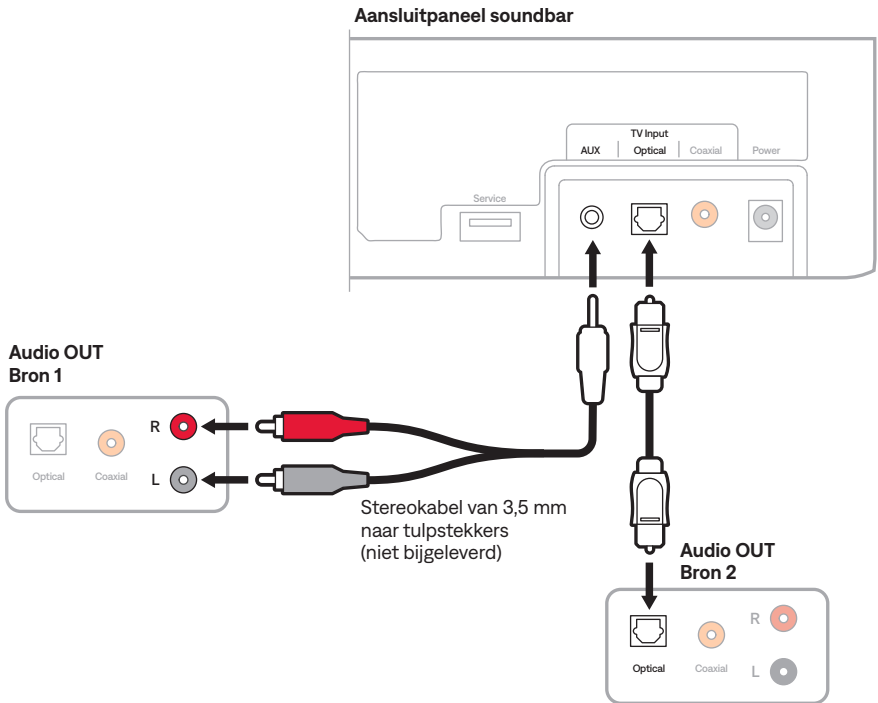 Aansluitpaneel soundbar
TV Input
AUX Optical Coaxial Power
Service
Audio OUT
Bron 1
R
L
Optical Coaxial
Stereokabel van 3,5 mm
naar tulpstekkers
(niet bijgeleverd)
Audio OUT
Bron 2
R
L
Optical Coaxial